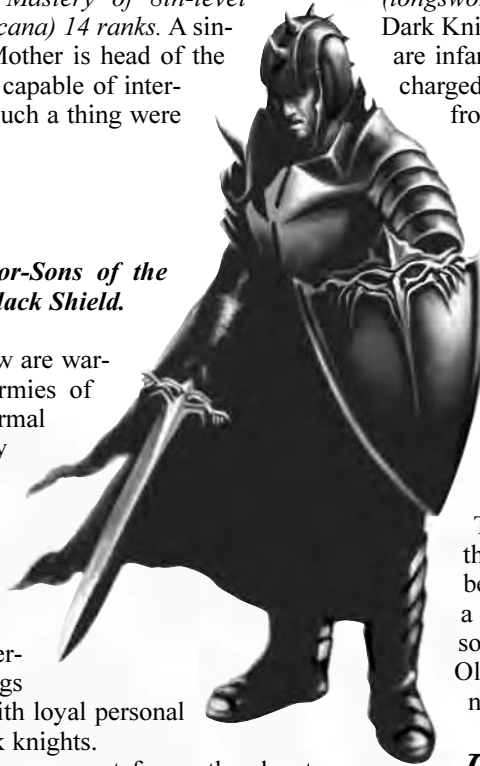 Mastery of 8th-level
cana) 14 ranks. A sin-
Mother is head of the
capable of inter-
uch a thing were
or-Sons of the
lack Shield.
w are war-
rmies of
rmal
y
er-
gs
ith loyal personal
k knights.
(longswor
Dark Kni
are infar
charged
fro
T
th
be
a
so
Ol
n